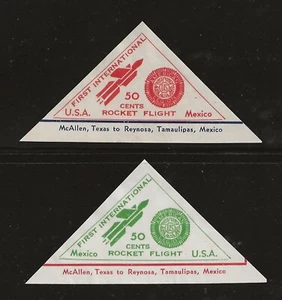 FIRST INTERNATIONAL
50
CENTS
U.S.A. ROCKET FLIGHT Mexico
McAllen, Texas to Reynosa, Tamaulipas, Mexico
FIRST INTERNATIONAL
50
CENTS
Mexico ROCKET FLIGHT U.S.A.
McAllen, Texas to Reynosa, Tamaulipas, Mexico